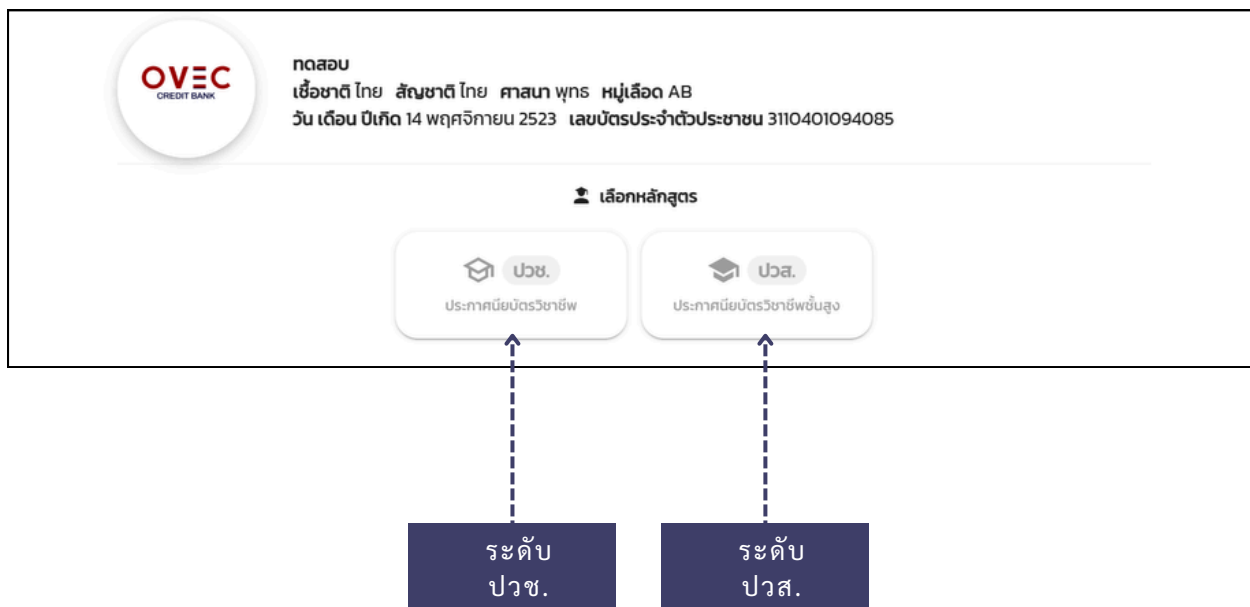 OVEC
CREDIT BANK
ทดสอบ
เชื้อชาติ ไทย สัญชาติ ไทย ศาสนา พุทธ หมู่เลือด AB
วัน เดือน ปีเกิด 14 พฤศจิกายน 2523 เลขบัตรประจำตัวประชาชน 3110401094085
เลือกหลักสูตร
ปวช.
ประกาศนียบัตรวิชาชีพ
ปวส.
ประกาศนียบัตรวิชาชีพชั้นสูง
ระดับ
ปวช.
ระดับ
ปวส.